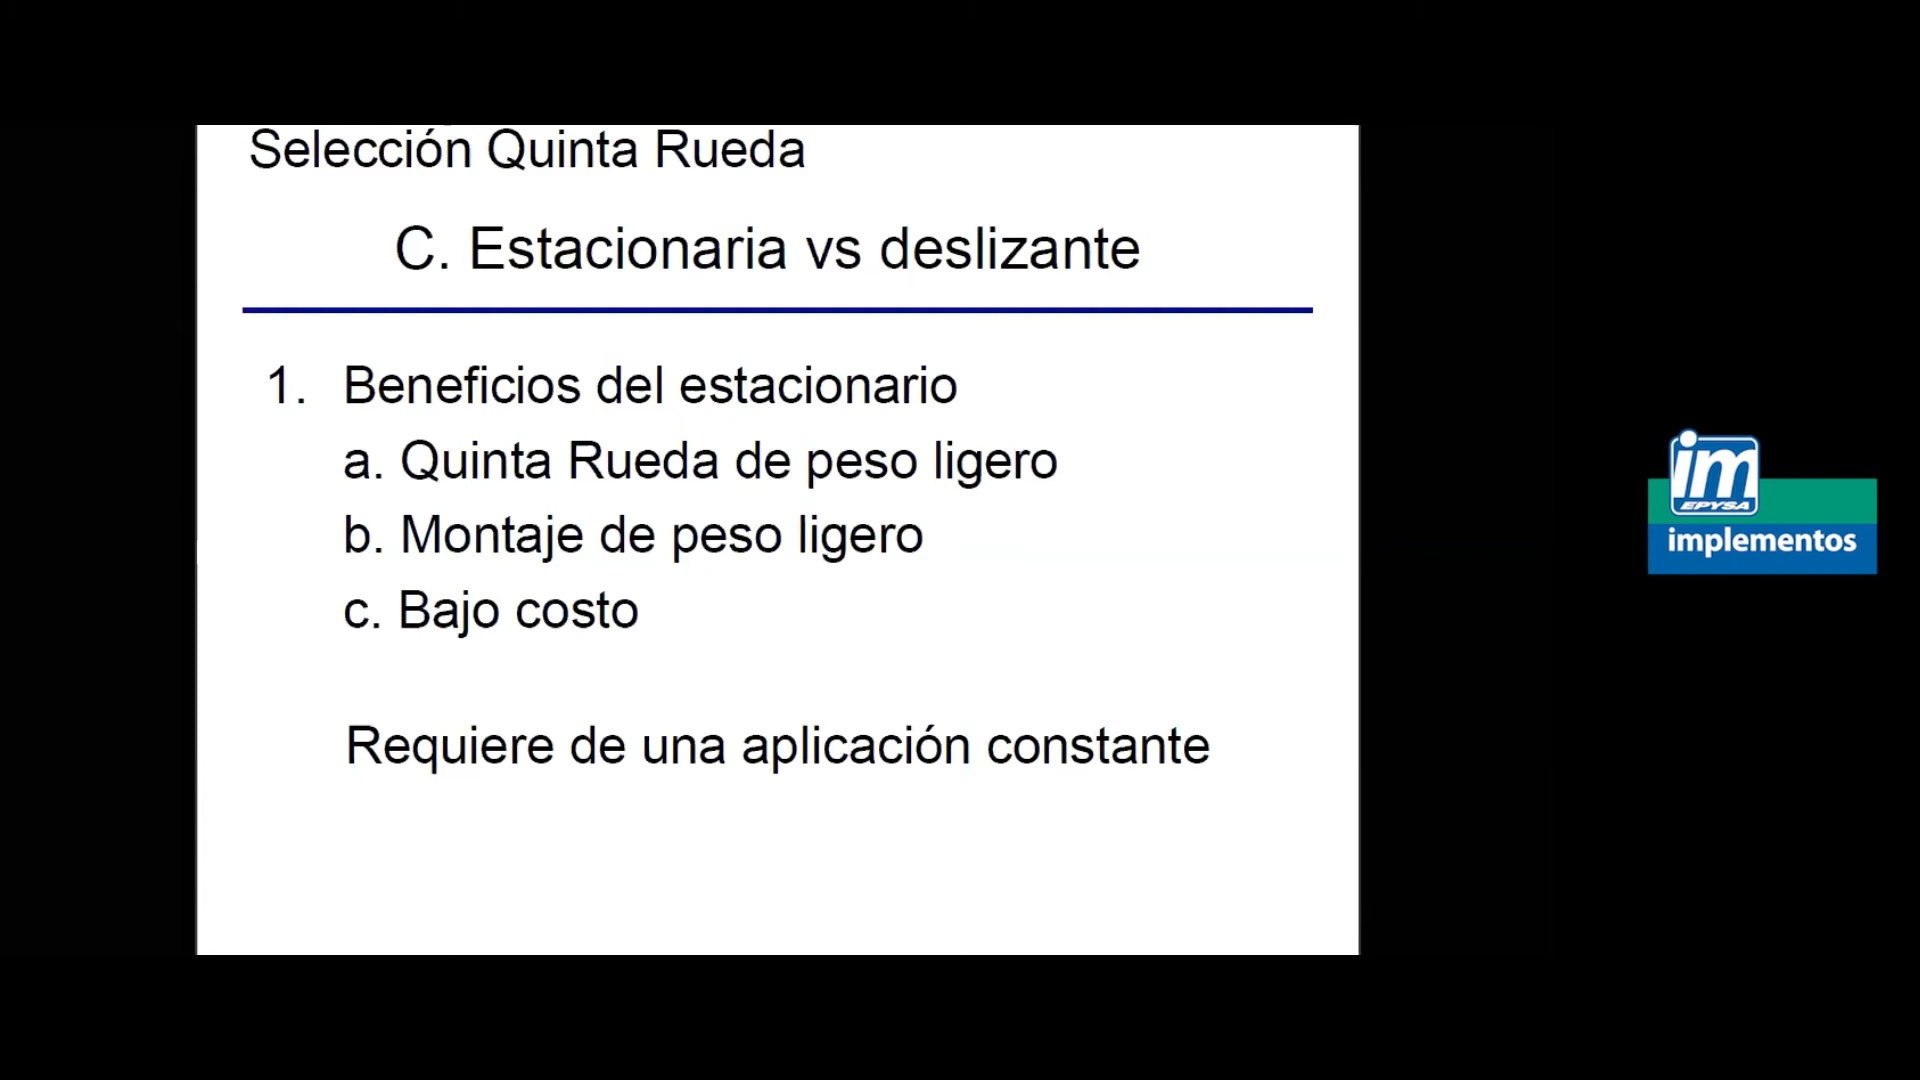 Selección Quinta Rueda
C. Estacionaria vs deslizante
1. Beneficios del estacionario
a. Quinta Rueda de peso ligero
b. Montaje de peso ligero
c. Bajo costo
Requiere de una aplicación constante
im
EPYSA
implementos